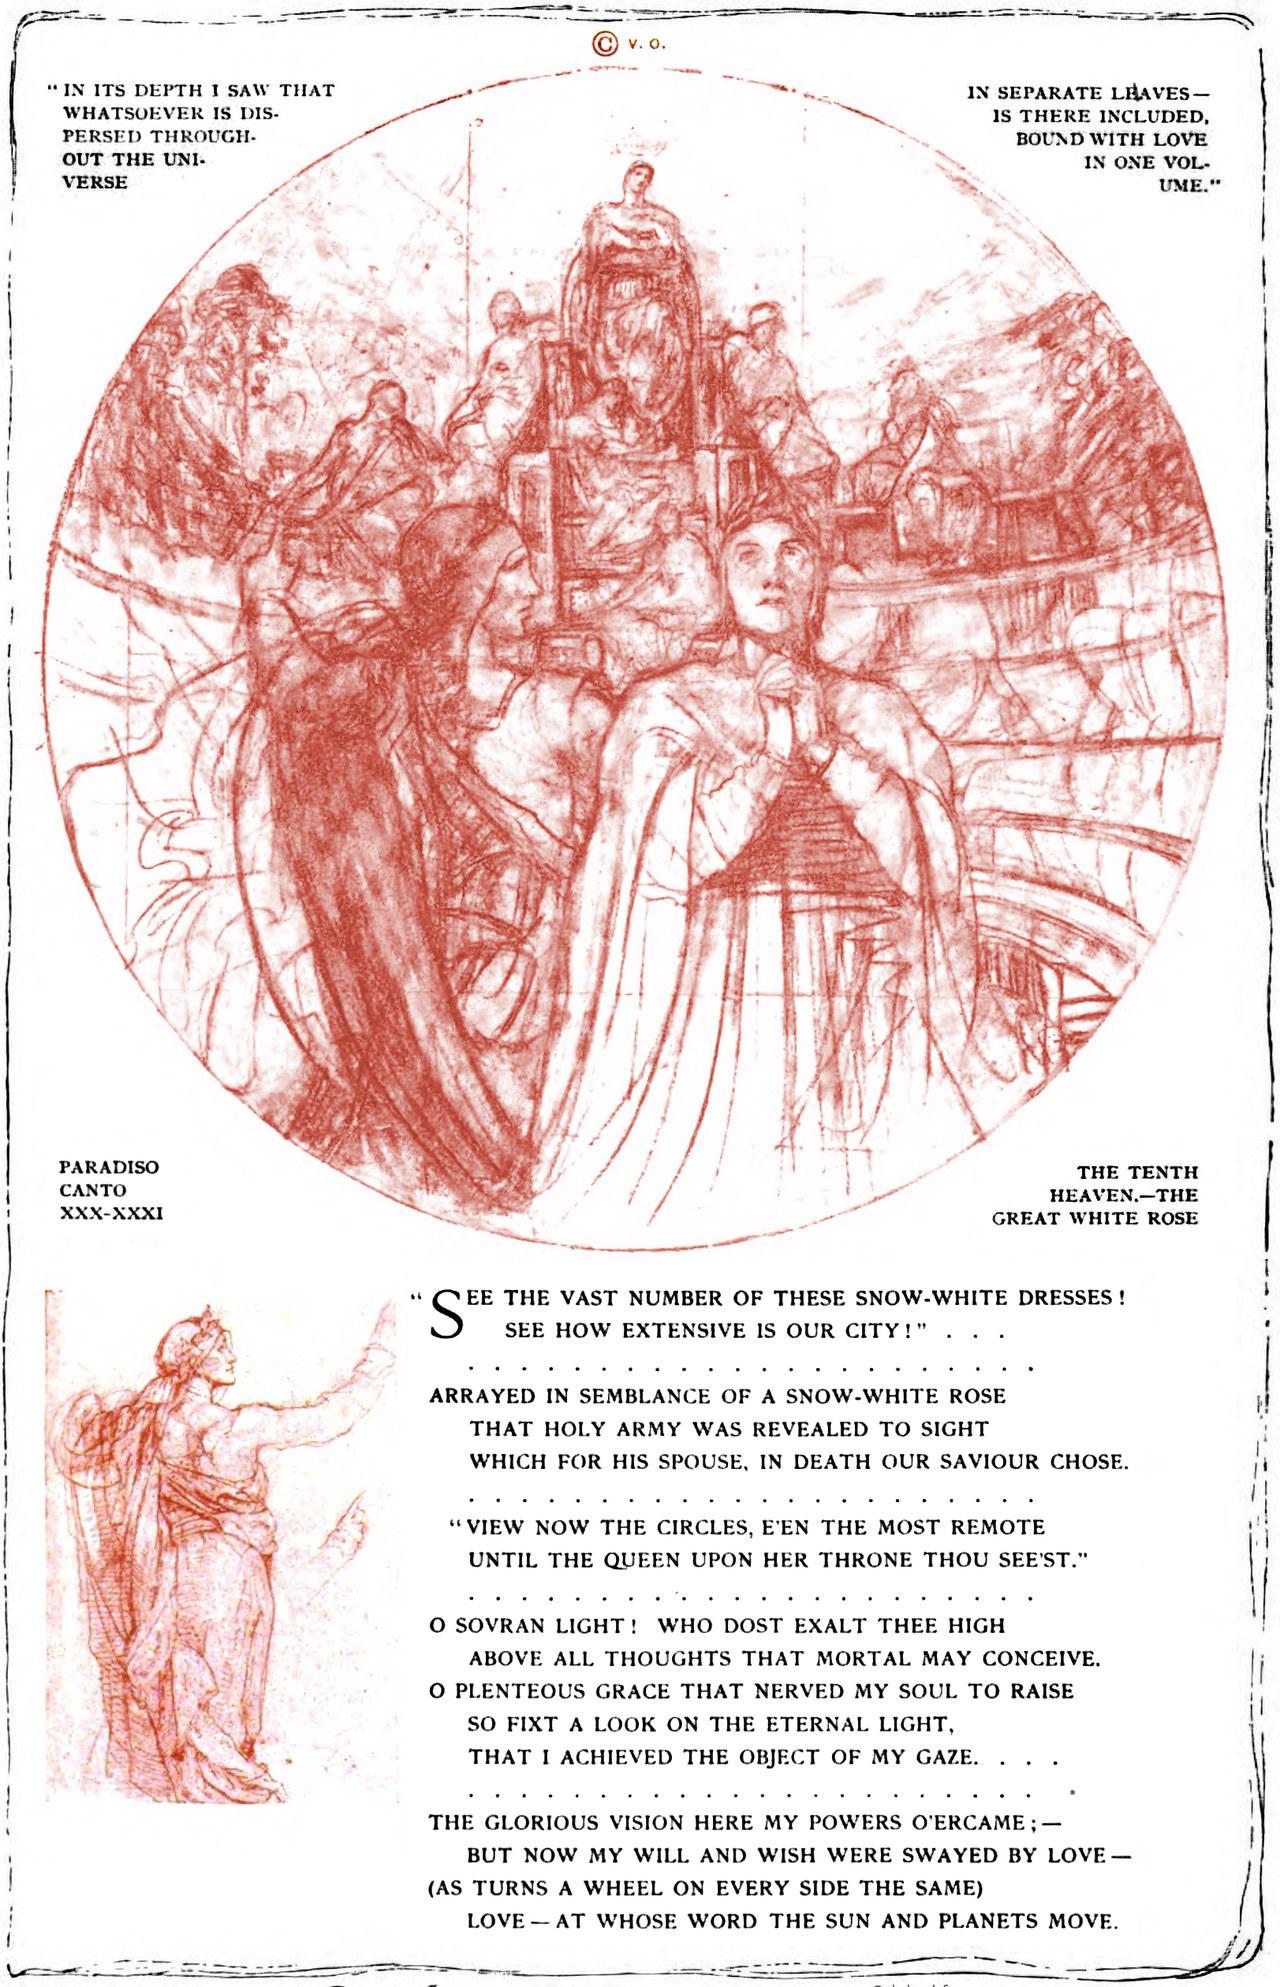 © V. O.
"IN ITS DEPTH I SAW THAT
WHATSOEVER IS DIS-
PERSED THROUGH-
OUT THE UNI-
VERSE
IN SEPARATE LEAVES—
IS THERE INCLUDED,
BOUND WITH LOVE
IN ONE VOL-
UME."
PARADISO
CANTO
XXX-XXXI
THE TENTH
HEAVEN.—THE
GREAT WHITE ROSE
"SEE THE VAST NUMBER OF THESE SNOW-WHITE DRESSES!
SEE HOW EXTENSIVE IS OUR CITY!" . . .
. . . . . . . . . . . . . . . . . . . . . .
ARRAYED IN SEMBLANCE OF A SNOW-WHITE ROSE
THAT HOLY ARMY WAS REVEALED TO SIGHT
WHICH FOR HIS SPOUSE, IN DEATH OUR SAVIOUR CHOSE.
. . . . . . . . . . . . . . . . . . . . . .
"VIEW NOW THE CIRCLES, E'EN THE MOST REMOTE
UNTIL THE QUEEN UPON HER THRONE THOU SEE'ST."
. . . . . . . . . . . . . . . . . . . . . .
O SOVRAN LIGHT! WHO DOST EXALT THEE HIGH
ABOVE ALL THOUGHTS THAT MORTAL MAY CONCEIVE.
O PLENTEOUS GRACE THAT NERVED MY SOUL TO RAISE
SO FIXT A LOOK ON THE ETERNAL LIGHT,
THAT I ACHIEVED THE OBJECT OF MY GAZE. . . .
. . . . . . . . . . . . . . . . . . . . . .
THE GLORIOUS VISION HERE MY POWERS O'ERCAME;—
BUT NOW MY WILL AND WISH WERE SWAYED BY LOVE—
(AS TURNS A WHEEL ON EVERY SIDE THE SAME)
LOVE—AT WHOSE WORD THE SUN AND PLANETS MOVE.